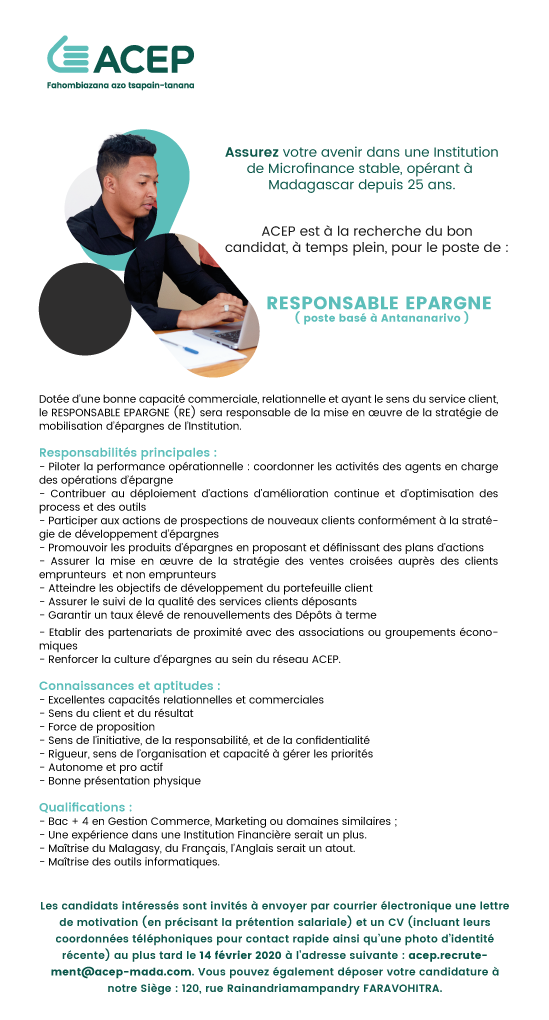 ACEP
Fahombiazana azo tsapain-tanana
Assurez votre avenir dans une Institution
de Microfinance stable, opérant à
Madagascar depuis 25 ans.
ACEP est à la recherche du bon
candidat, à temps plein, pour le poste de :
RESPONSABLE EPARGNE
( poste basé à Antananarivo )
Dotée d'une bonne capacité commerciale, relationnelle et ayant le sens du service client,
le RESPONSABLE EPARGNE (RE) sera responsable de la mise en œuvre de la stratégie de
mobilisation d'épargnes de l'Institution.
Responsabilités principales :
- Piloter la performance opérationnelle : coordonner les activités des agents en charge
des opérations d'épargne
- Contribuer au déploiement d'actions d'amélioration continue et d'optimisation des
process et des outils
- Participer aux actions de prospections de nouveaux clients conformément à la straté-
gie de développement d'épargnes
- Promouvoir les produits d'épargnes en proposant et définissant des plans d'actions
- Assurer la mise en œuvre de la stratégie des ventes croisées auprès des clients
emprunteurs et non emprunteurs
- Atteindre les objectifs de développement du portefeuille client
- Assurer le suivi de la qualité des services clients déposants
- Garantir un taux élevé de renouvellements des Dépôts à terme
- Etablir des partenariats de proximité avec des associations ou groupements écono-
miques
- Renforcer la culture d'épargnes au sein du réseau ACEP.
Connaissances et aptitudes :
- Excellentes capacités relationnelles et commerciales
- Sens du client et du résultat
- Force de proposition
- Sens de l'initiative, de la responsabilité, et de la confidentialité
- Rigueur, sens de l'organisation et capacité à gérer les priorités
- Autonome et pro actif
- Bonne présentation physique
Qualifications :
- Bac + 4 en Gestion Commerce, Marketing ou domaines similaires ;
- Une expérience dans une Institution Financière serait un plus.
- Maîtrise du Malagasy, du Français, l'Anglais serait un atout.
- Maîtrise des outils informatiques.
Les candidats intéressés sont invités à envoyer par courrier électronique une lettre
de motivation (en précisant la prétention salariale) et un CV (incluant leurs
coordonnées téléphoniques pour contact rapide ainsi qu'une photo d'identité
récente) au plus tard le 14 février 2020 à l'adresse suivante : acep.recrute-
ment@acep-mada.com. Vous pouvez également déposer votre candidature à
notre Siège : 120, rue Rainandriamampandry FARAVOHITRA.